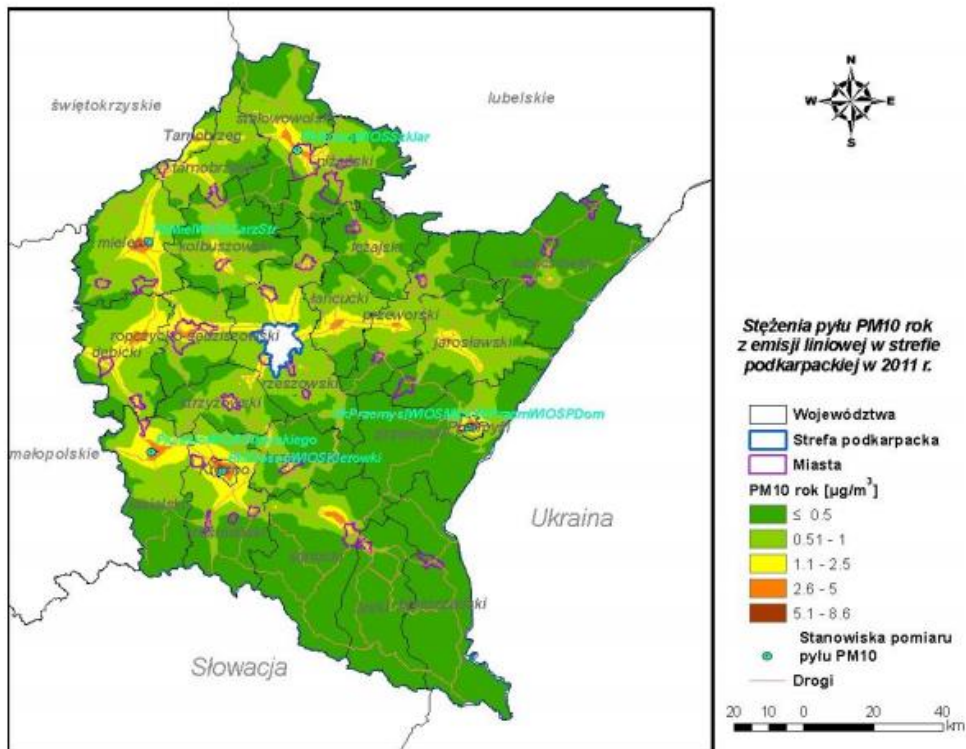 N
W E
S
świętokrzyskie
lubelskie
stalowowolski
Tarnobrzeg
niżański
tarnobrzeski
mielecki
kolbuszowski
leżajski
łańcucki
przeworski
ropczycko-sędziszowski
jarosławski
dębicki
rzeszowski
strzyżowski
małopolskie
Ukraina
Słowacja
Stężenia pyłu PM10 rok
z emisji liniowej w strefie
podkarpackiej w 2011 r.
Województwa
Strefa podkarpacka
Miasta
PM10 rok [µg/m³]
≤ 0.5
0.51 - 1
1.1 - 2.5
2.6 - 5
5.1 - 8.6
Stanowiska pomiaru
pyłu PM10
Drogi
20 10 0 20 40
km